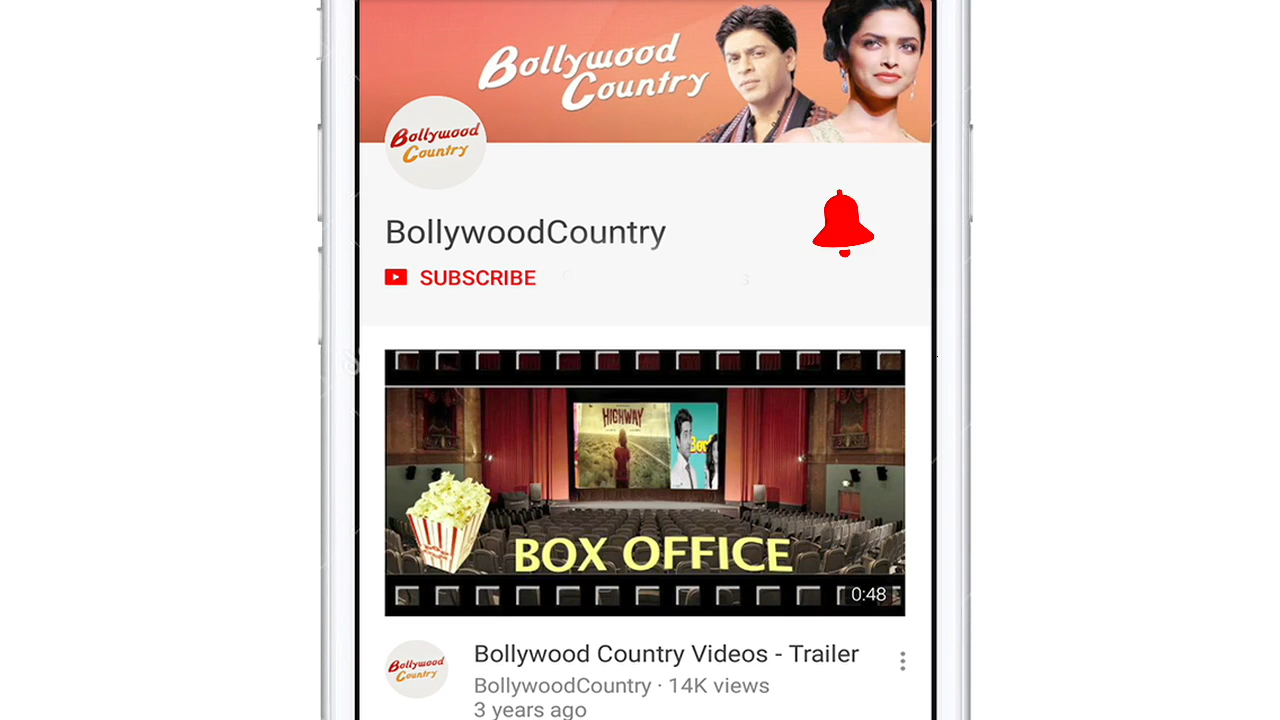 Bollywood
Country
Bollywood
Country
BollywoodCountry
SUBSCRIBE
HIGHWAY
BOX OFFICE
0:48
Bollywood
Country
Bollywood Country Videos - Trailer
BollywoodCountry · 14K views
3 years ago